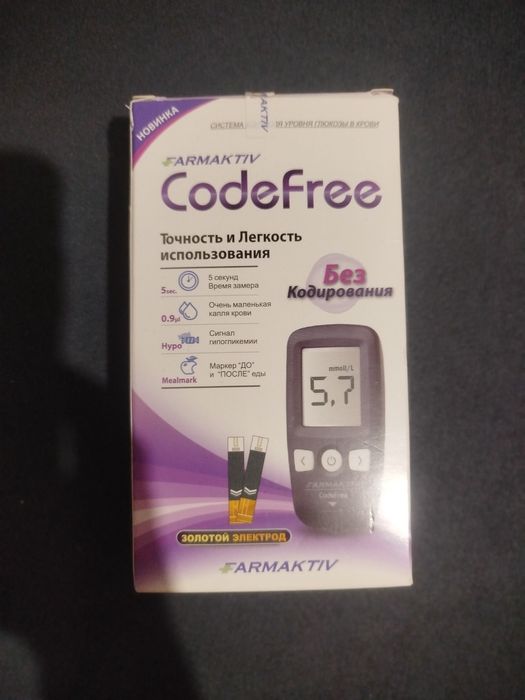 НОВИНКА
АКТIV
СИСТЕМА УРОВНЯ ГЛЮКОЗЫ В КРОВИ
FARMAKTIV
CodeFree
Точность и Легкость
использования
Без
Кодирования
5sec.
5 секунд
Время замера
0.9µl
Очень маленькая
капля крови
Hypo
Сигнал
гипогликемии
Mealmark
Маркер "ДО"
и "ПОСЛЕ" еды
mmol/L
5,7
FARMAKTIV
CodeFree
ЗОЛОТОЙ ЭЛЕКТРОД
FARMAKTIV